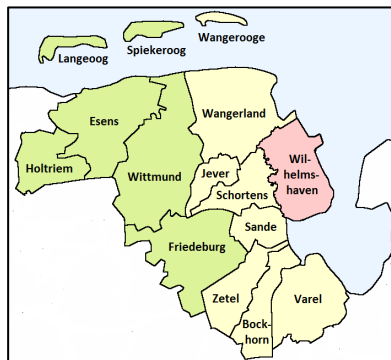 Wangerooge
Spiekeroog
Langeoog
Wangerland
Esens
Wil-
helms-
haven
Holtriem
Wittmund
Jever
Schortens
Sande
Friedeburg
Zetel
Varel
Bock-
horn